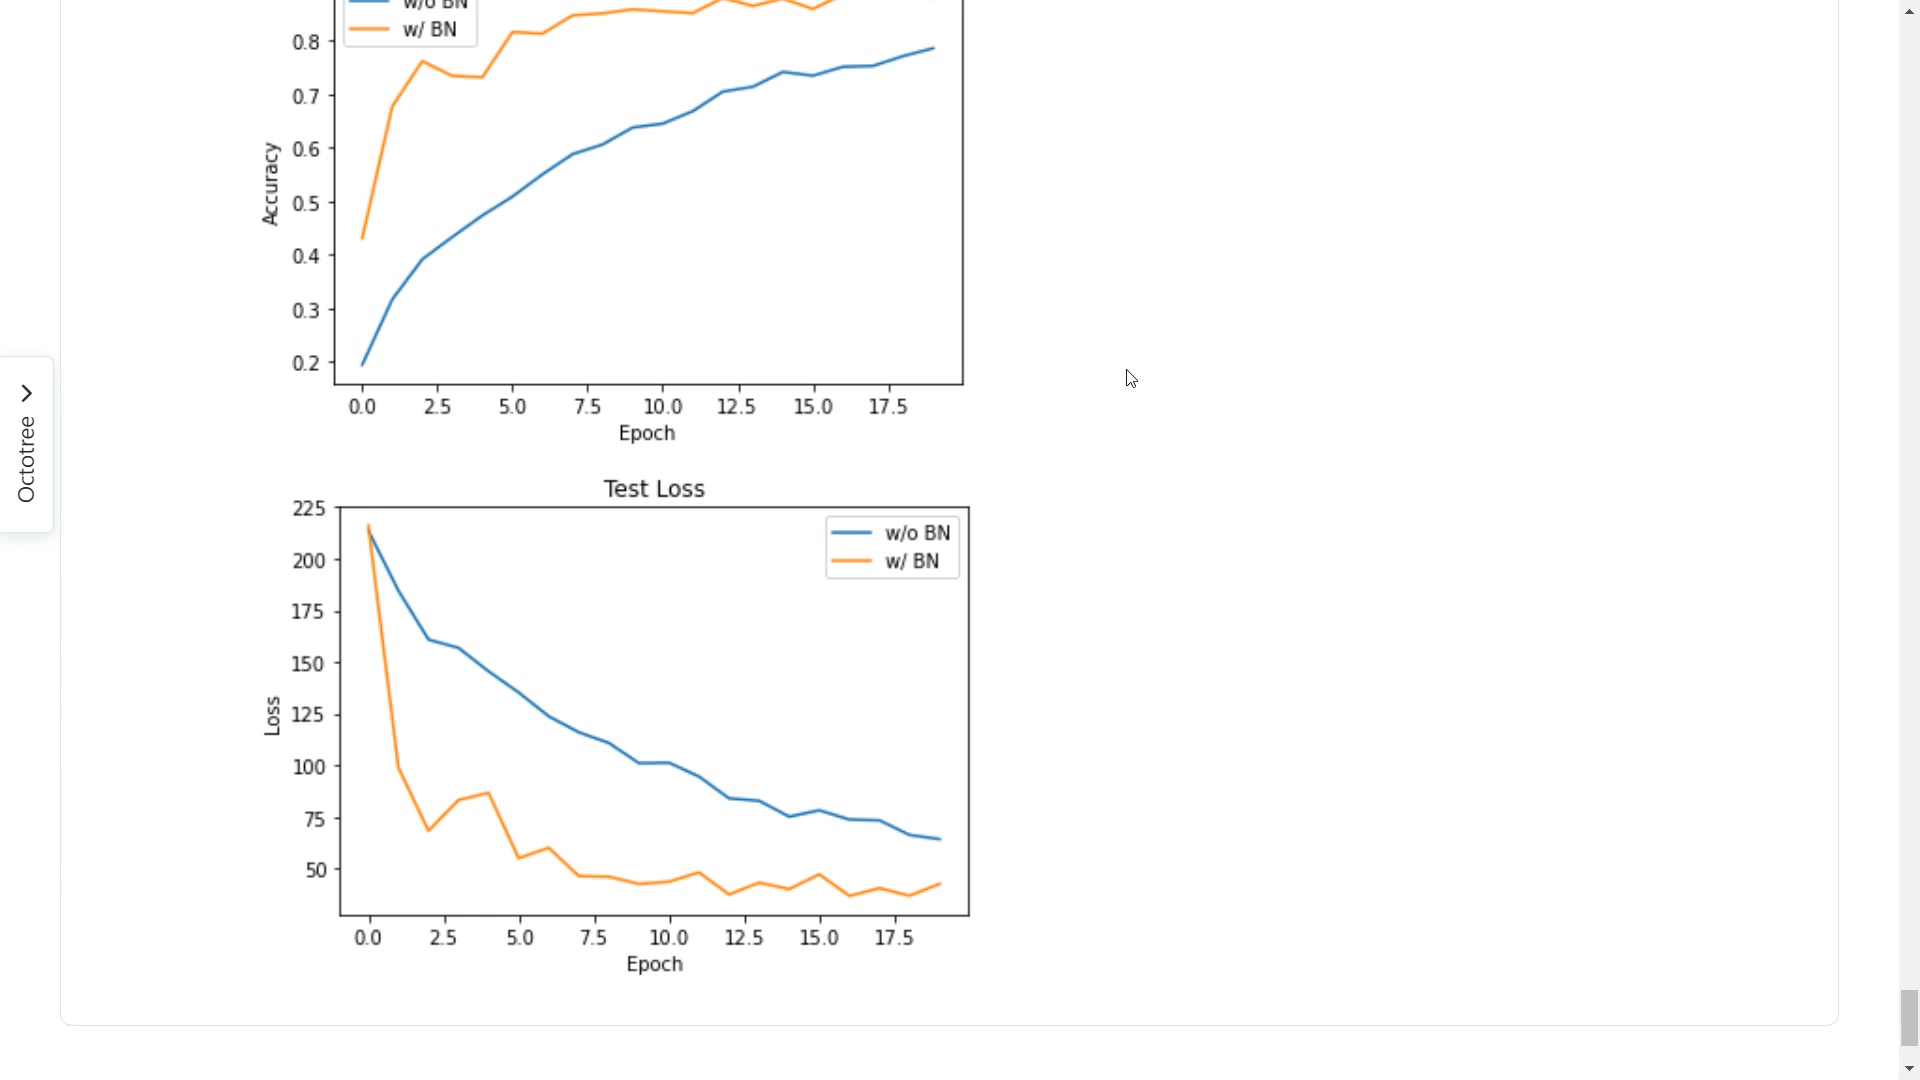 w/o BN
w/ BN
0.8
0.7
0.6
0.5
0.4
0.3
0.2
Accuracy
0.0 2.5 5.0 7.5 10.0 12.5 15.0 17.5
Epoch
Octotree
Test Loss
225
200
175
150
125
100
75
50
Loss
w/o BN
w/ BN
0.0 2.5 5.0 7.5 10.0 12.5 15.0 17.5
Epoch